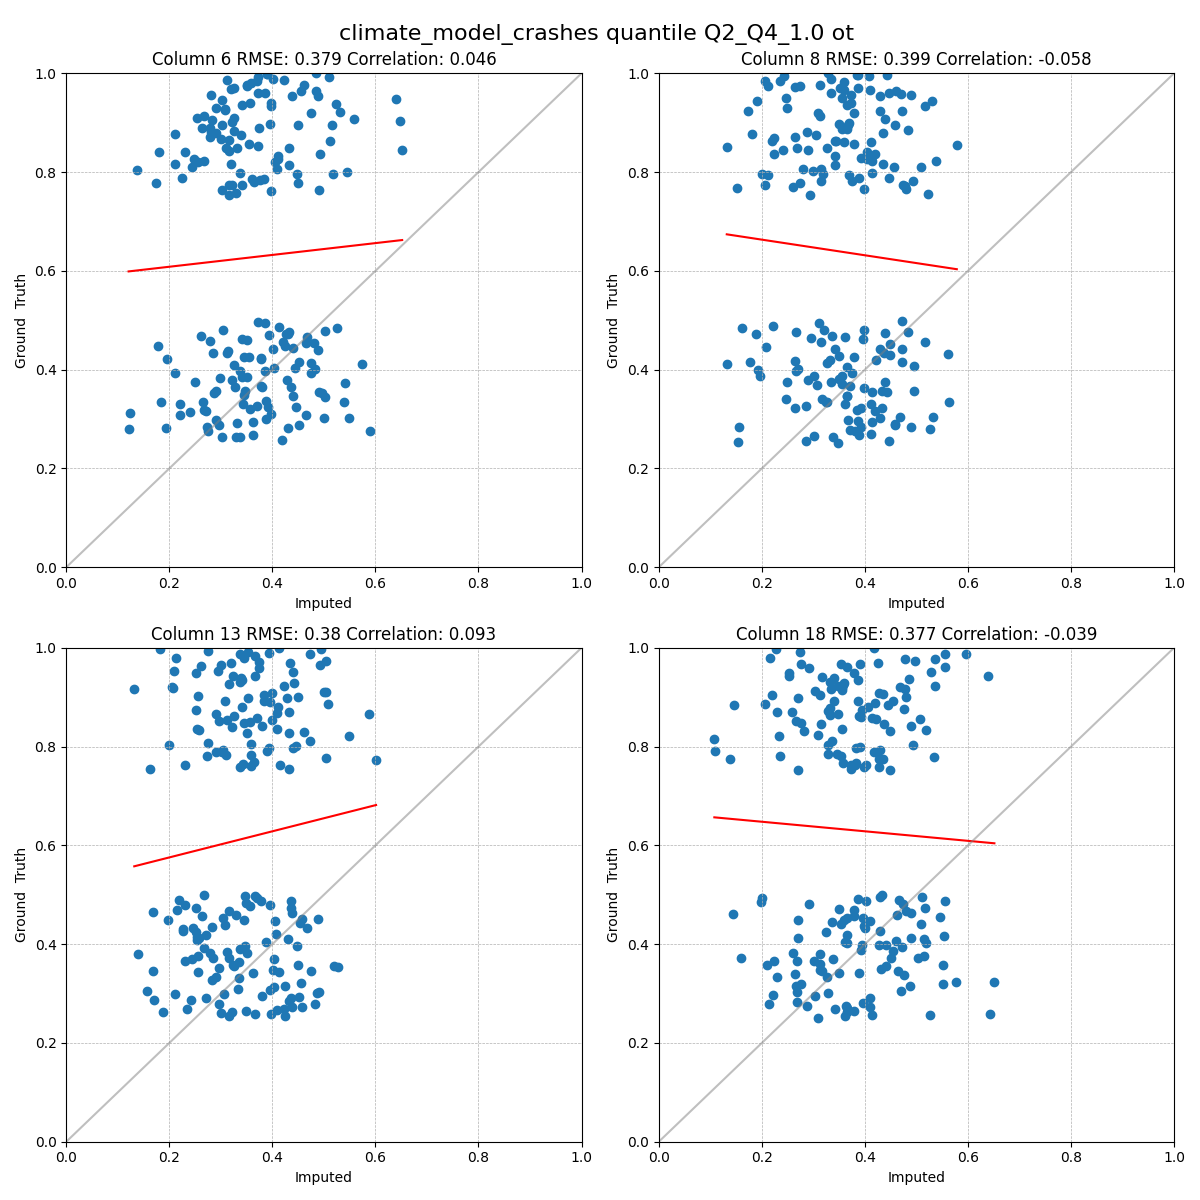 climate_model_crashes quantile Q2_Q4_1.0 ot
Column 6 RMSE: 0.379 Correlation: 0.046
1.0
0.8
0.6
0.4
0.2
0.0
Ground Truth
0.0 0.2 0.4 0.6 0.8 1.0
Imputed
Column 8 RMSE: 0.399 Correlation: -0.058
1.0
0.8
0.6
0.4
0.2
0.0
Ground Truth
0.0 0.2 0.4 0.6 0.8 1.0
Imputed
Column 13 RMSE: 0.38 Correlation: 0.093
1.0
0.8
0.6
0.4
0.2
0.0
Ground Truth
0.0 0.2 0.4 0.6 0.8 1.0
Imputed
Column 18 RMSE: 0.377 Correlation: -0.039
1.0
0.8
0.6
0.4
0.2
0.0
Ground Truth
0.0 0.2 0.4 0.6 0.8 1.0
Imputed